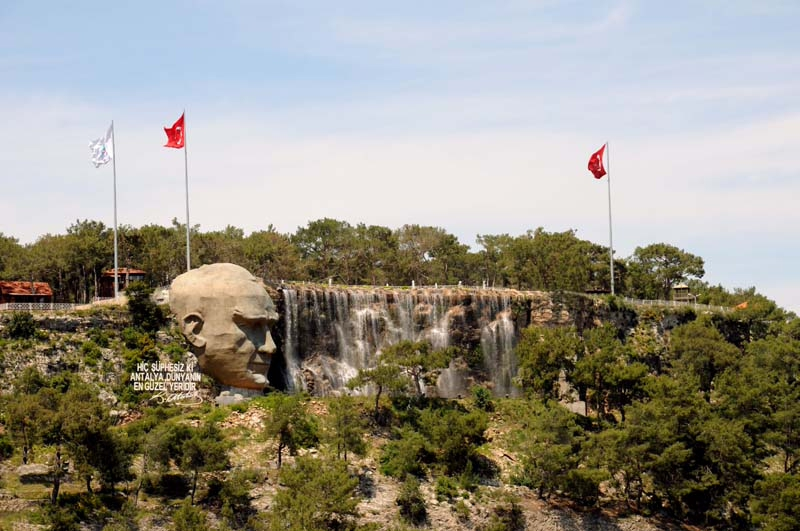 HİÇ ŞÜPHESİZ Kİ
ANTALYA DÜNYANIN
EN GÜZEL YERİDİR